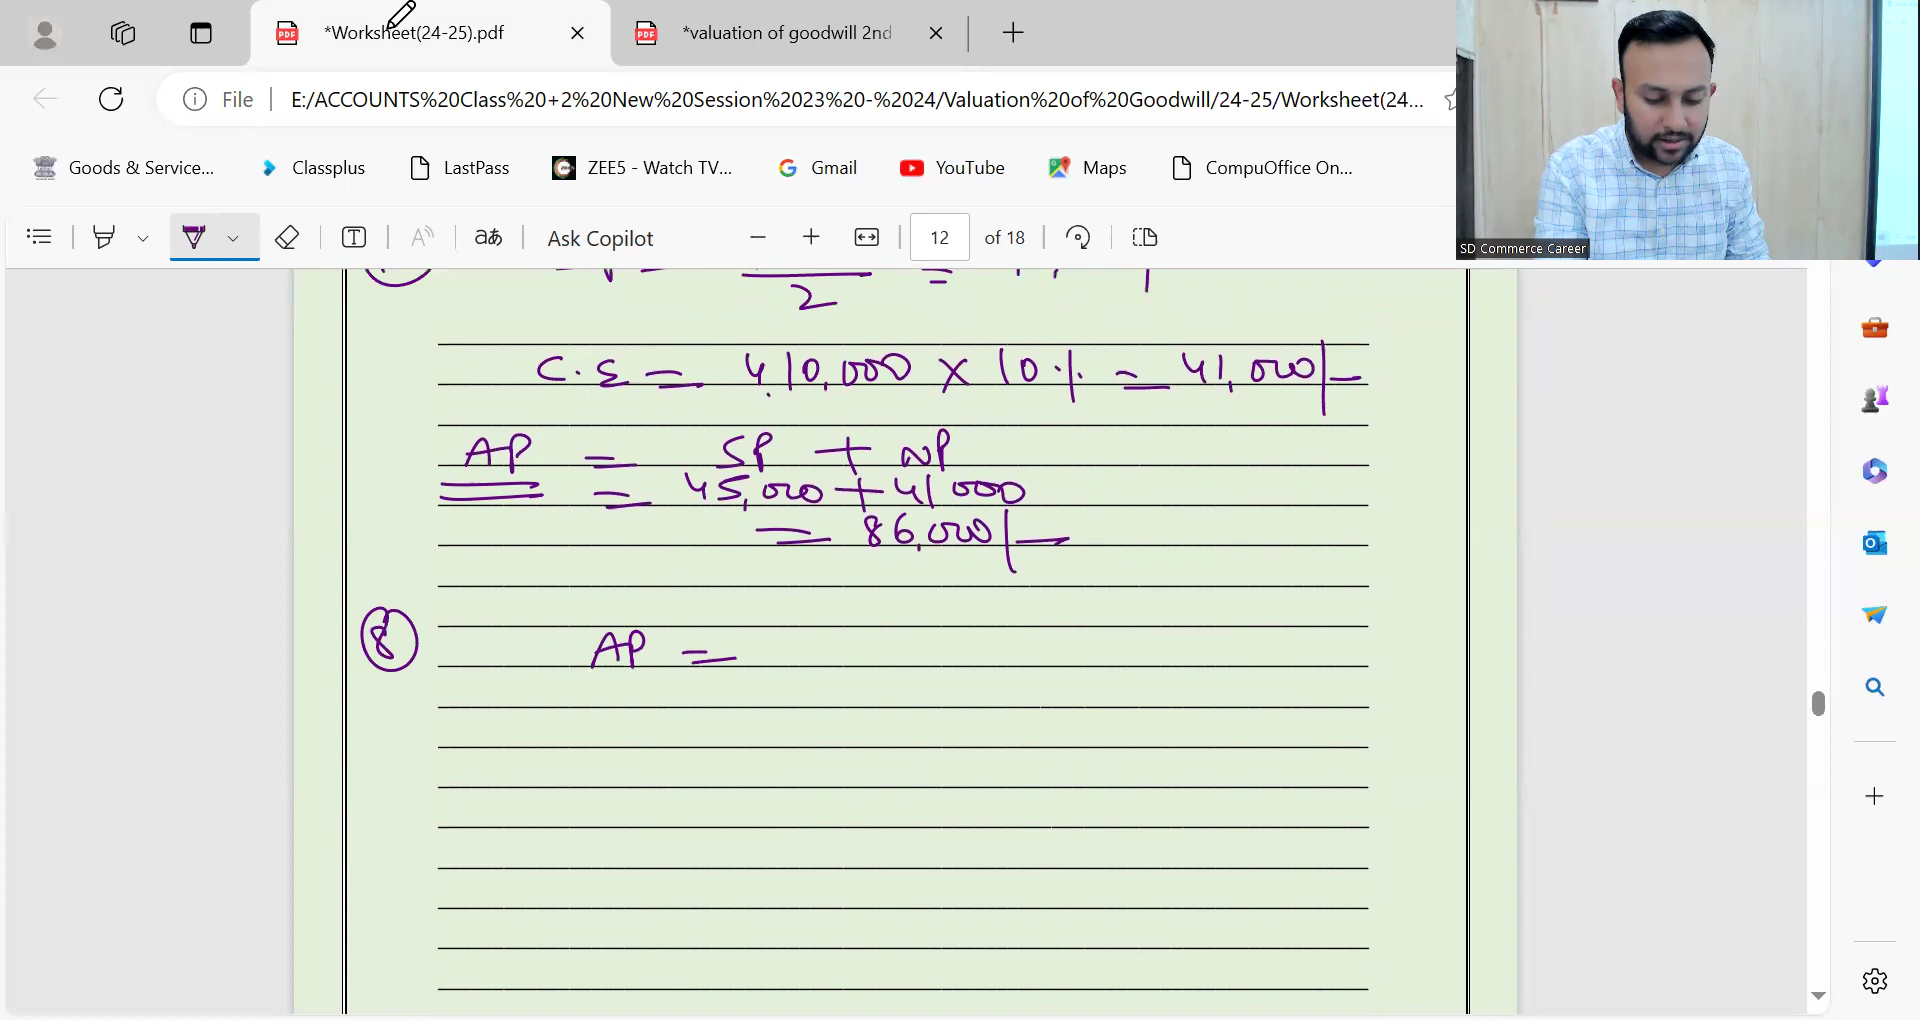 *Worksheet(24-25).pdf
*valuation of goodwill 2nd
File
E:/ACCOUNTS%20Class%20+2%20New%20Session%2023%20-%2024/Valuation%20of%20Goodwill/24-25/Worksheet(24...
Goods & Service...
Classplus
LastPass
ZEE5 - Watch TV...
Gmail
YouTube
Maps
CompuOffice On...
Ask Copilot
12 of 18
SD Commerce Career
2
C.E = 410,000 X 10% = 41,000/-
AP = SP + NP
= 45,000 + 41000
= 86,000/-
8 AP =